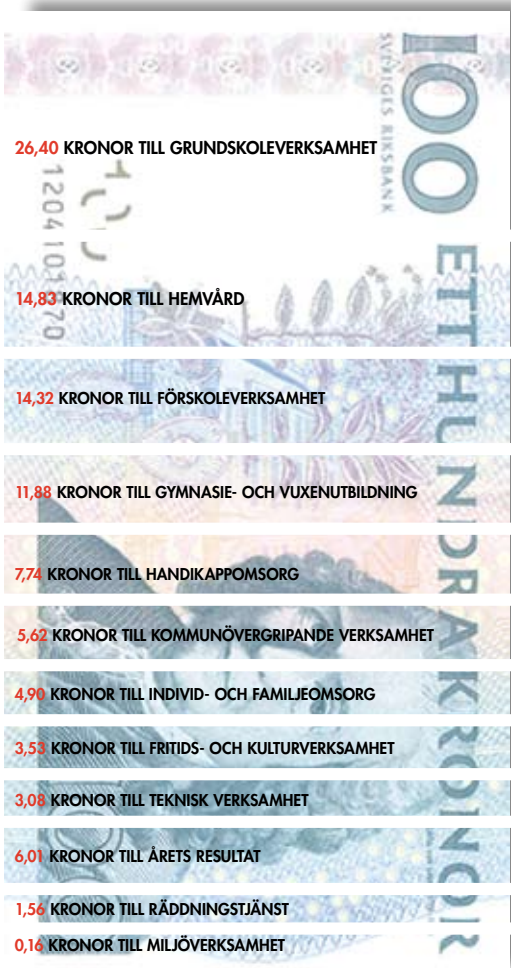 100 ETT HUNDRA KRONOR
SVERIGES RIKSBANK
26,40 KRONOR TILL GRUNDSKOLEVERKSAMHET
14,83 KRONOR TILL HEMVÅRD
14,32 KRONOR TILL FÖRSKOLEVERKSAMHET
11,88 KRONOR TILL GYMNASIE- OCH VUXENUTBILDNING
7,74 KRONOR TILL HANDIKAPPOMSORG
5,62 KRONOR TILL KOMMUNÖVERGRIPANDE VERKSAMHET
4,90 KRONOR TILL INDIVID- OCH FAMILJEOMSORG
3,53 KRONOR TILL FRITIDS- OCH KULTURVERKSAMHET
3,08 KRONOR TILL TEKNISK VERKSAMHET
6,01 KRONOR TILL ÅRETS RESULTAT
1,56 KRONOR TILL RÄDDNINGSTJÄNST
0,16 KRONOR TILL MILJÖVERKSAMHET